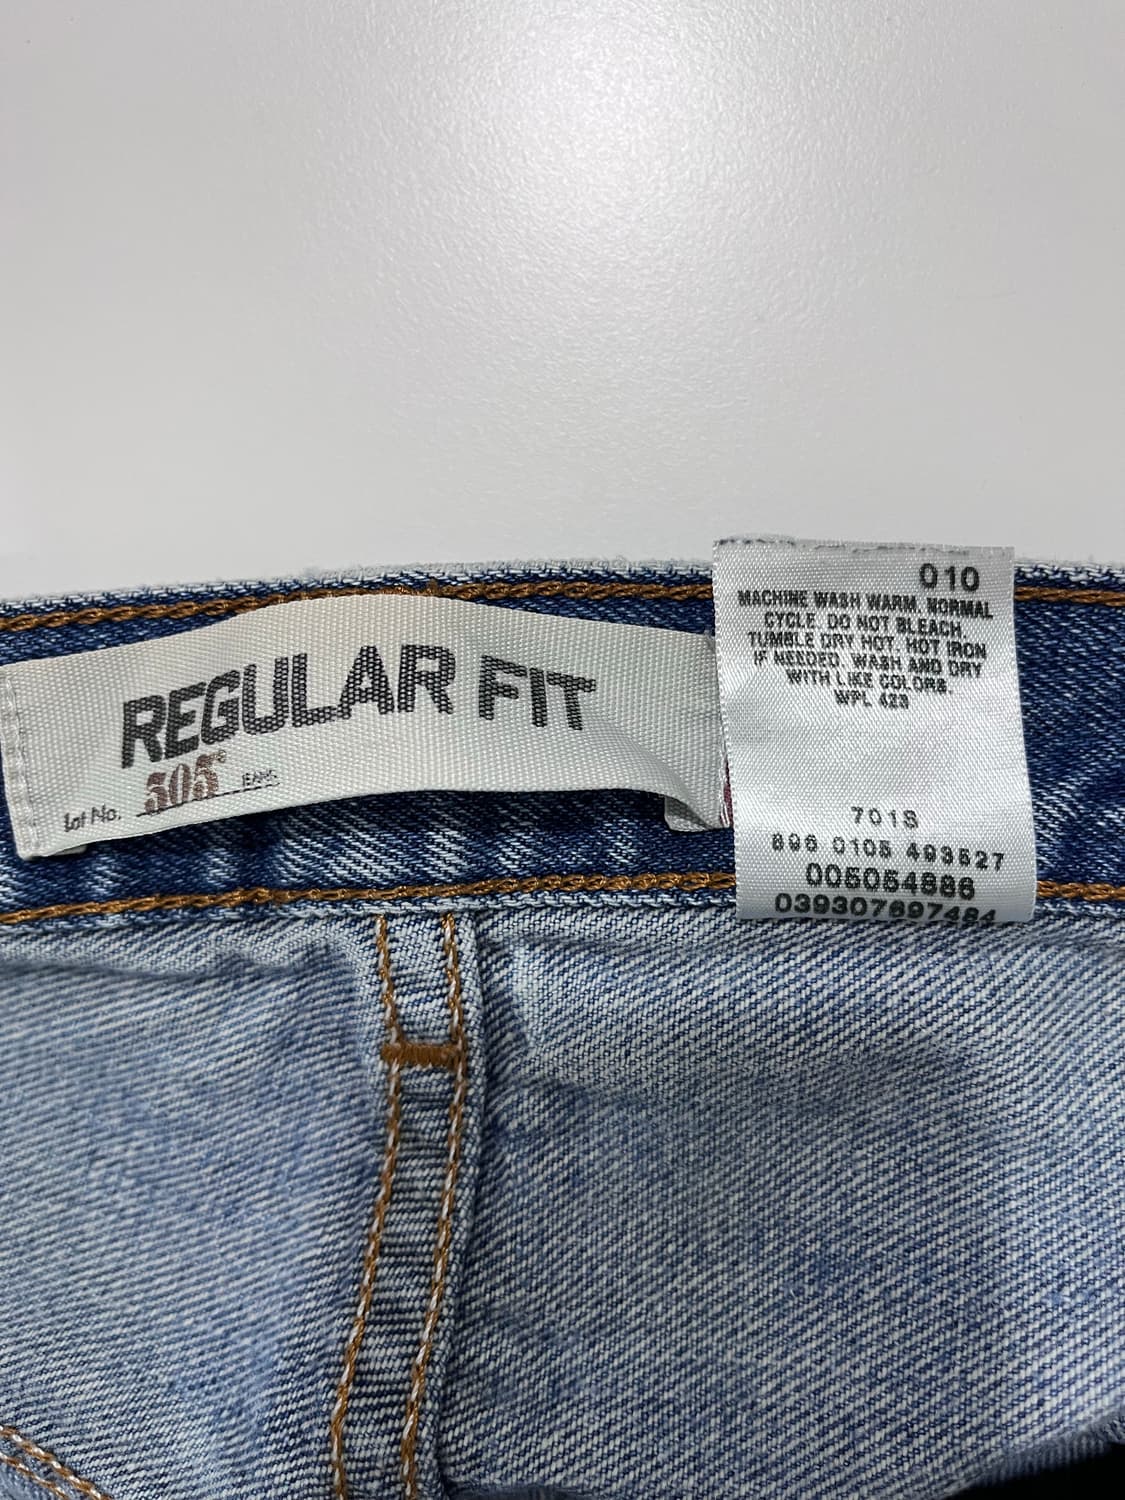 REGULAR FIT
Lot No. 505® JEANS
010
MACHINE WASH WARM, NORMAL
CYCLE. DO NOT BLEACH.
TUMBLE DRY HOT. HOT IRON
IF NEEDED. WASH AND DRY
WITH LIKE COLORS.
WPL 423
701S
896 0105 493527
005054886
039307697484